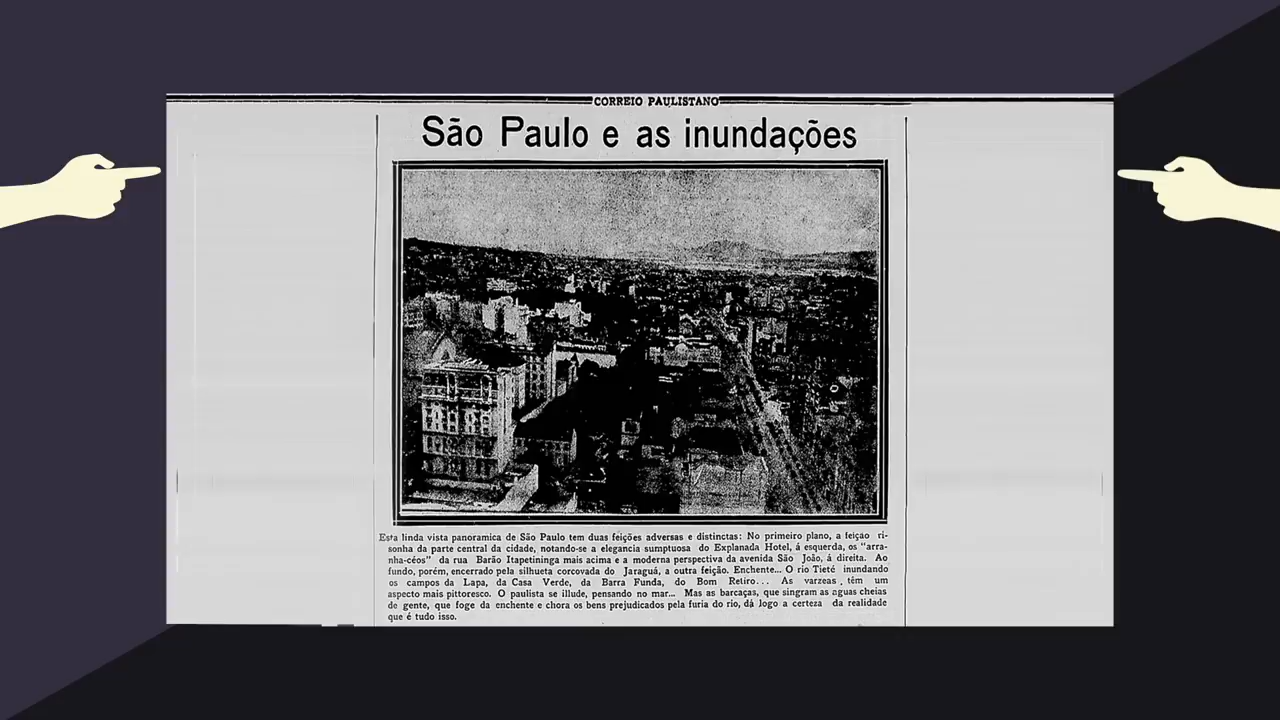 CORREIO PAULISTANO
São Paulo e as inundações
Esta linda vista panoramica de São Paulo tem duas feições adversas e distinctas: No primeiro plano, a feição ri-
sonha da parte central da cidade, notando-se a elegancia sumptuosa do Explanada Hotel, á esquerda, os "arra-
nha-céos" da rua Barão Itapetininga mais acima e a moderna perspectiva da avenida São João, á direita. Ao
fundo, porém, encerrado pela silhueta corcovada do Jaraguá, a outra feição. Enchente... O rio Tieté inundando
os campos da Lapa, da Casa Verde, da Barra Funda, do Bom Retiro... As varzeas têm um
aspecto mais pittoresco. O paulista se illude, pensando no mar... Mas as barcaças, que singram as aguas cheias
de gente, que foge da enchente e chora os bens prejudicados pela furia do rio, dá logo a certeza da realidade
que é tudo isso.